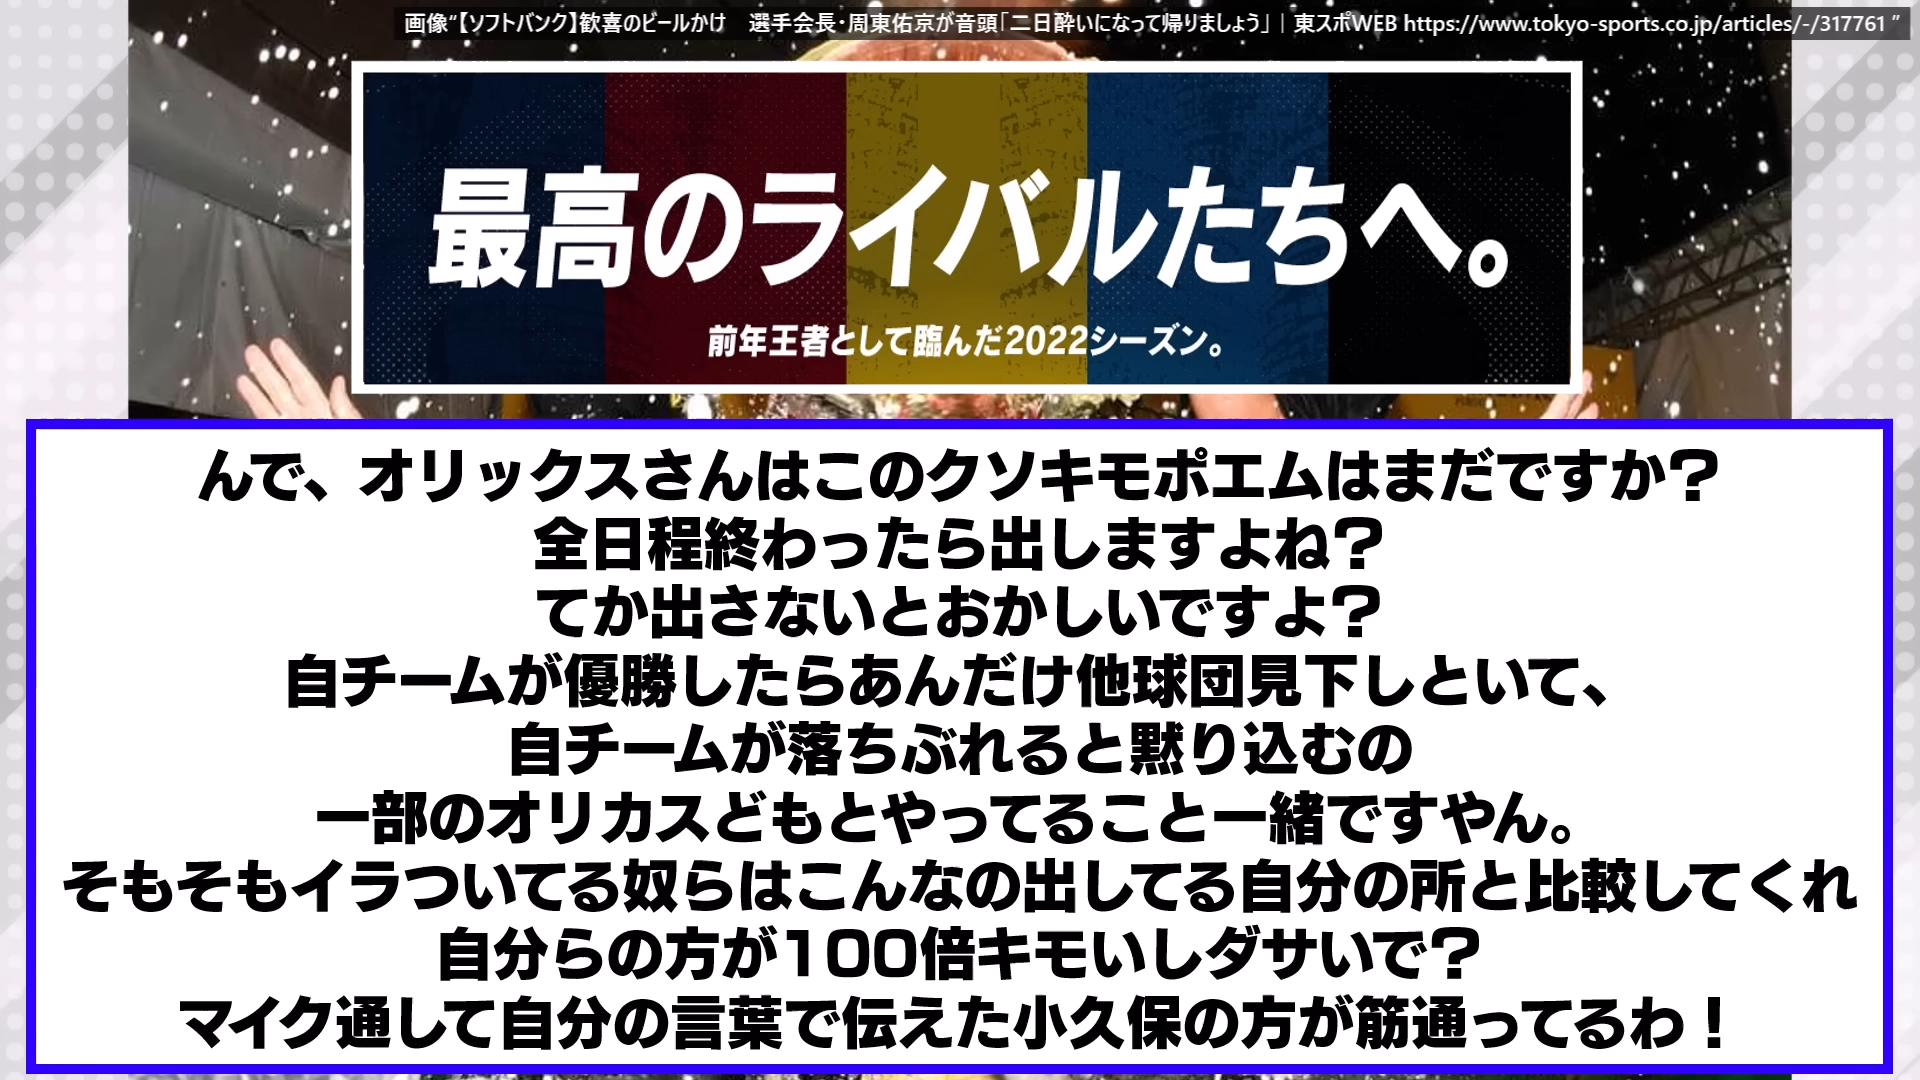 画像“【ソフトバンク】歓喜のビールかけ　選手会長・周東佑京が音頭「二日酔いになって帰りましょう」 | 東スポWEB https://www.tokyo-sports.co.jp/articles/-/317761 ”
最高のライバルたちへ。
前年王者として臨んだ2022シーズン。
んで、オリックスさんはこのクソキモポエムはまだですか？
全日程終わったら出しますよね？
てか出さないとおかしいですよ？
自チームが優勝したらあんだけ他球団見下しといて、
自チームが落ちぶれると黙り込むの
一部のオリカスどもとやってること一緒ですやん。
そもそもイラついてる奴らはこんなの出してる自分の所と比較してくれ
自分らの方が100倍キモいしダサいで？
マイク通して自分の言葉で伝えた小久保の方が筋通ってるわ！